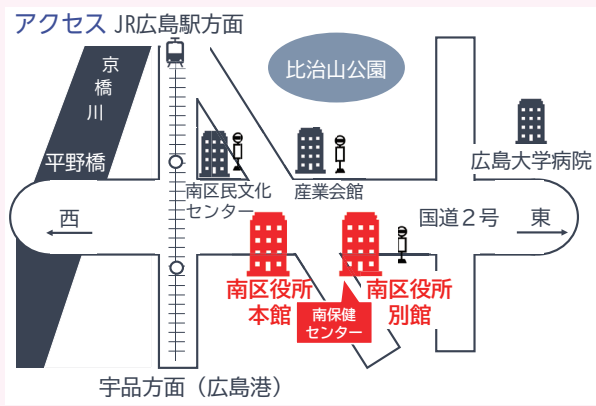 アクセス JR広島駅方面
京橋川
比治山公園
平野橋
広島大学病院
南区民文化
センター
産業会館
西
国道2号
東
南区役所
本館
南保健
センター
南区役所
別館
宇品方面（広島港）